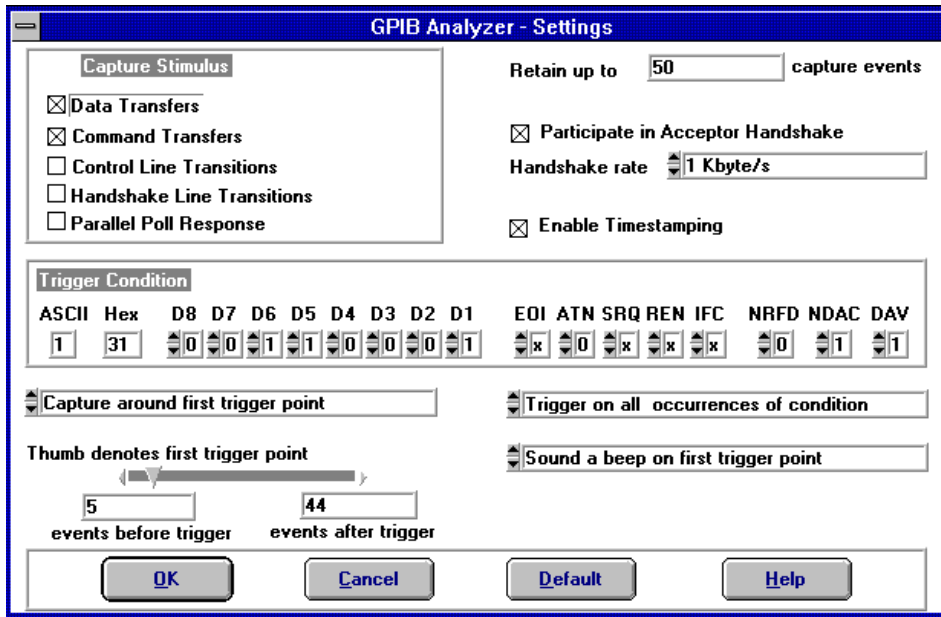 GPIB Analyzer - Settings
Capture Stimulus
Data Transfers
Command Transfers
Control Line Transitions
Handshake Line Transitions
Parallel Poll Response
Retain up to 50 capture events
Participate in Acceptor Handshake
Handshake rate 1 Kbyte/s
Enable Timestamping
Trigger Condition
ASCII Hex D8 D7 D6 D5 D4 D3 D2 D1 EOI ATN SRQ REN IFC NRFD NDAC DAV
1 31 0 0 1 1 0 0 0 1 x 0 x x x 0 1 1
Capture around first trigger point
Trigger on all occurrences of condition
Thumb denotes first trigger point
Sound a beep on first trigger point
5 44
events before trigger events after trigger
OK Cancel Default Help